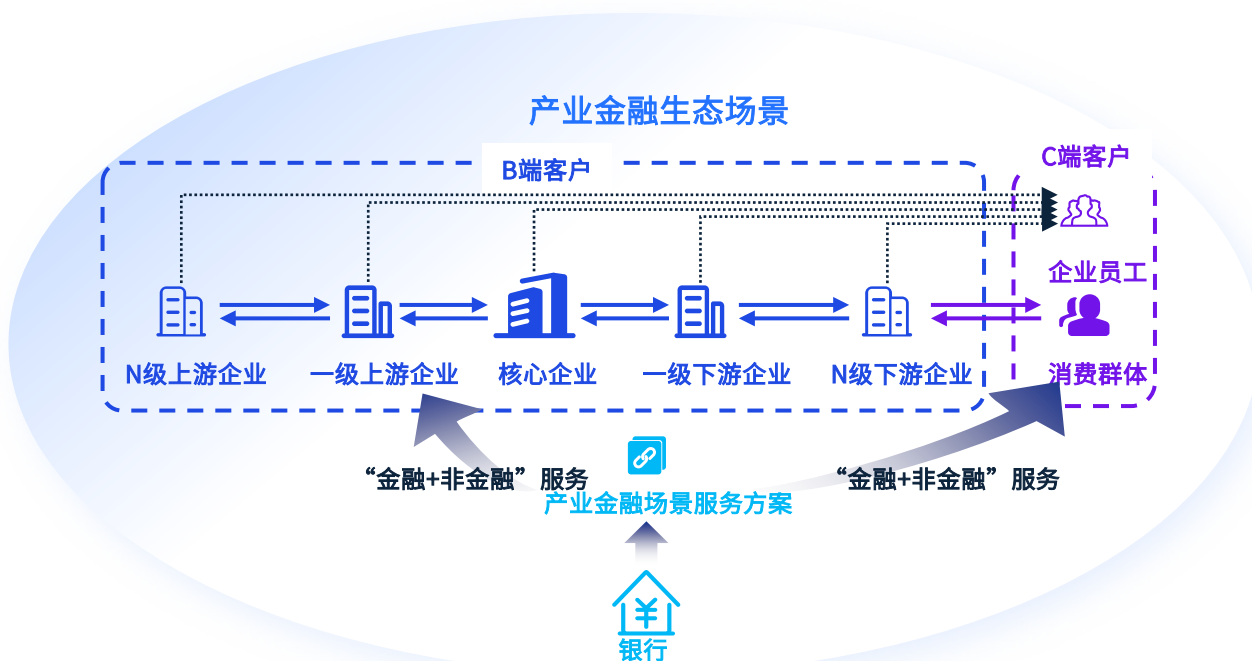 产业金融生态场景
B端客户
C端客户
企业员工
N级上游企业
一级上游企业
核心企业
一级下游企业
N级下游企业
消费群体
“金融+非金融”服务
“金融+非金融”服务
产业金融场景服务方案
银行